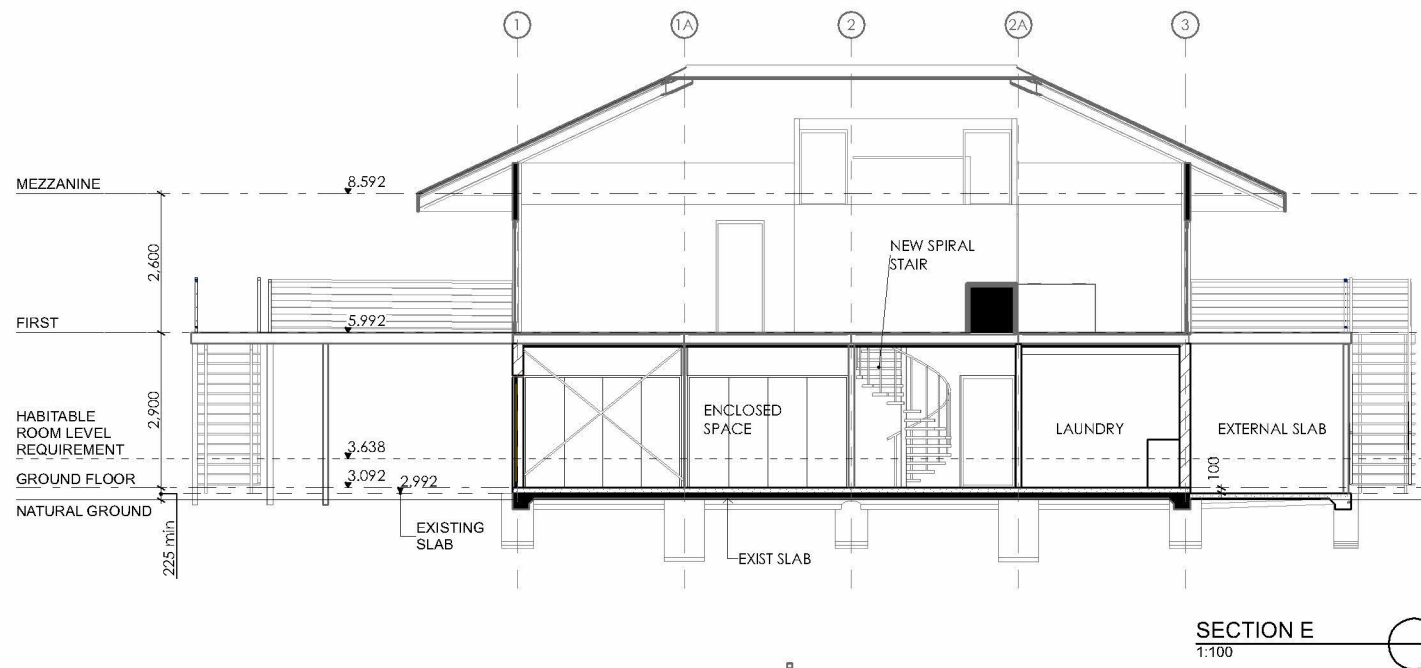 1
1A
2
2A
3
MEZZANINE
8.592
2,600
NEW SPIRAL
STAIR
FIRST
5.992
2,900
HABITABLE
ROOM LEVEL
REQUIREMENT
3.638
ENCLOSED
SPACE
LAUNDRY
EXTERNAL SLAB
GROUND FLOOR
3.092
2.992
100
NATURAL GROUND
225 min
EXISTING
SLAB
EXIST SLAB
SECTION E
1:100